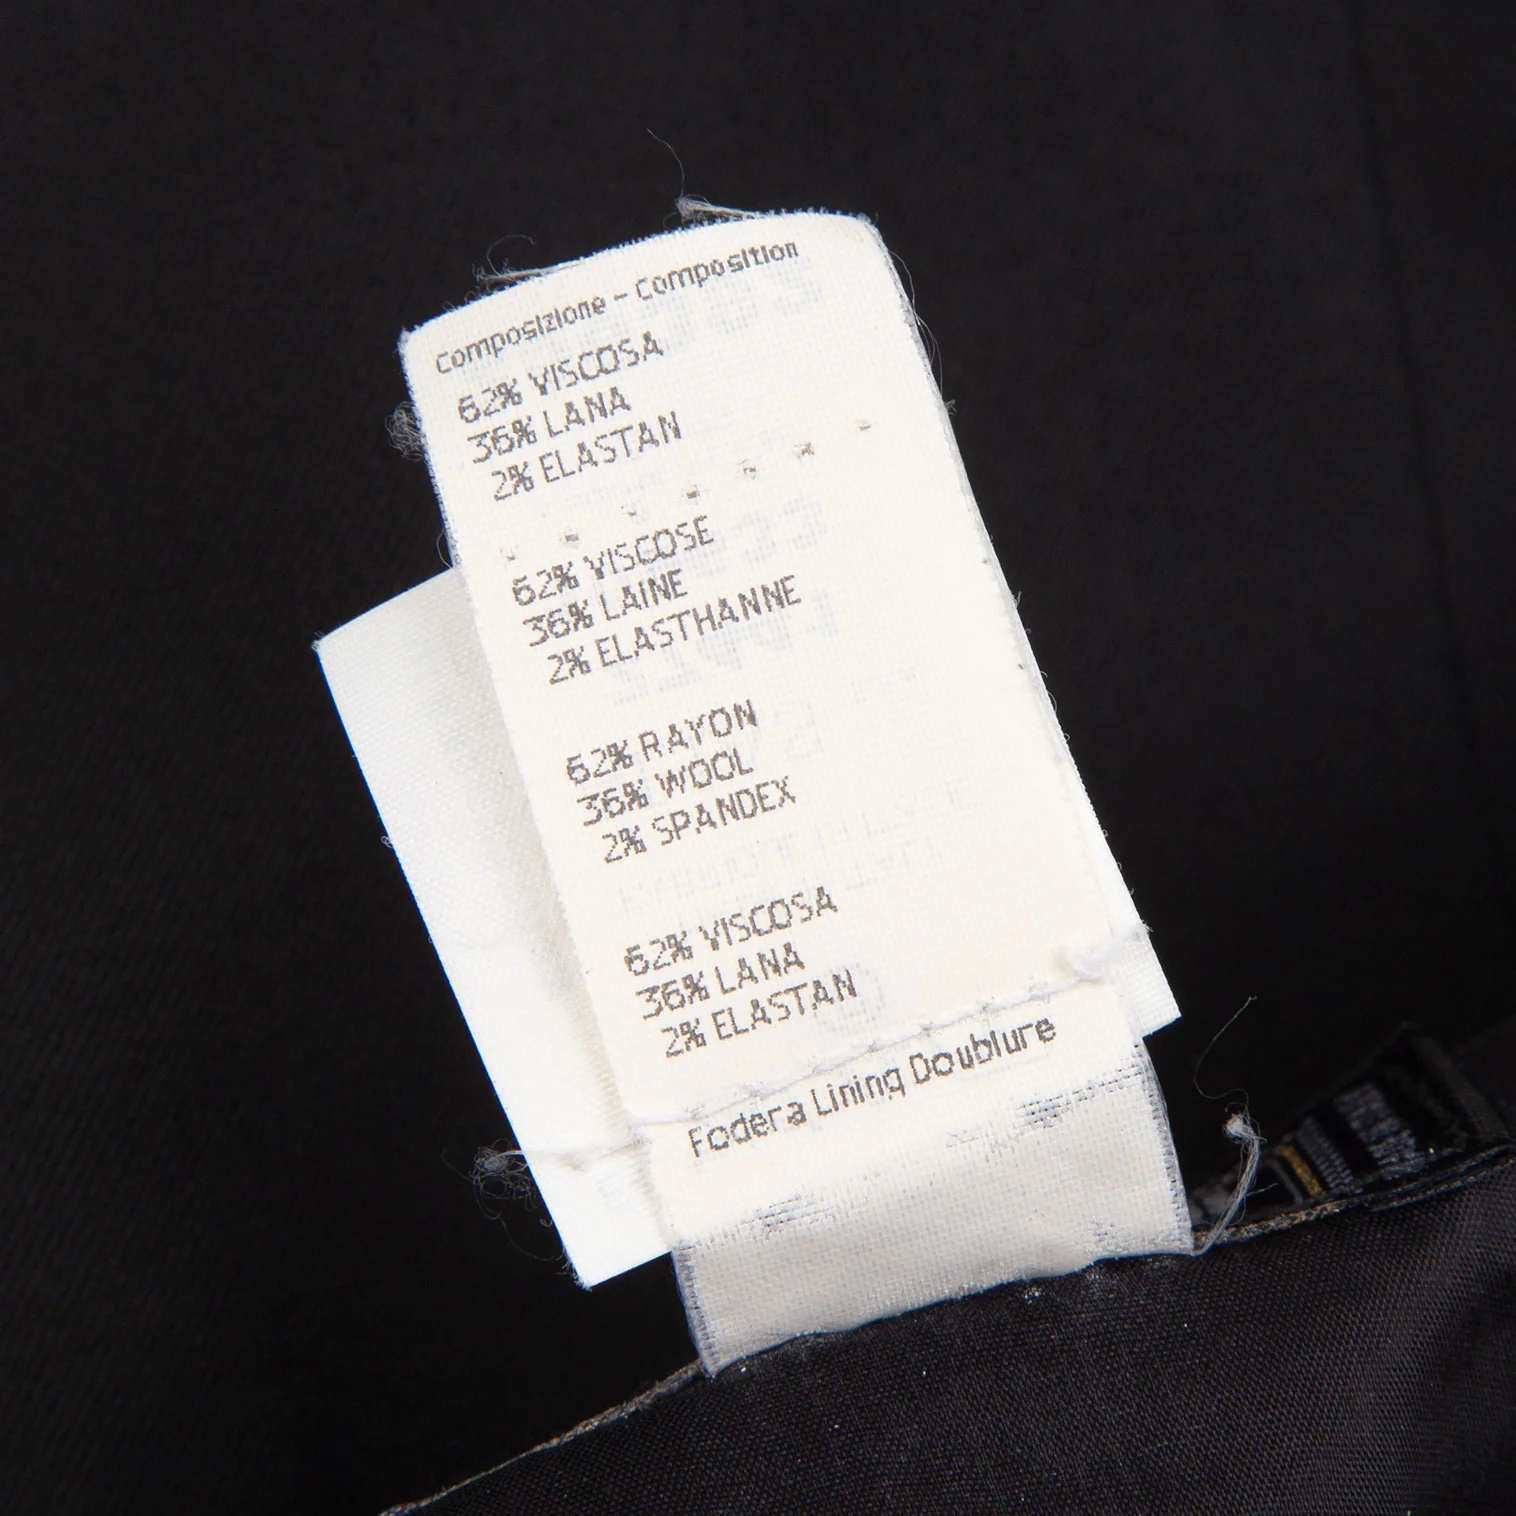 Composizione - Composition
62% VISCOSA
36% LANA
2% ELASTAN
62% VISCOSE
36% LAINE
2% ELASTHANNE
62% RAYON
36% WOOL
2% SPANDEX
62% VISCOSA
36% LANA
2% ELASTAN
Fodera Lining Doublure